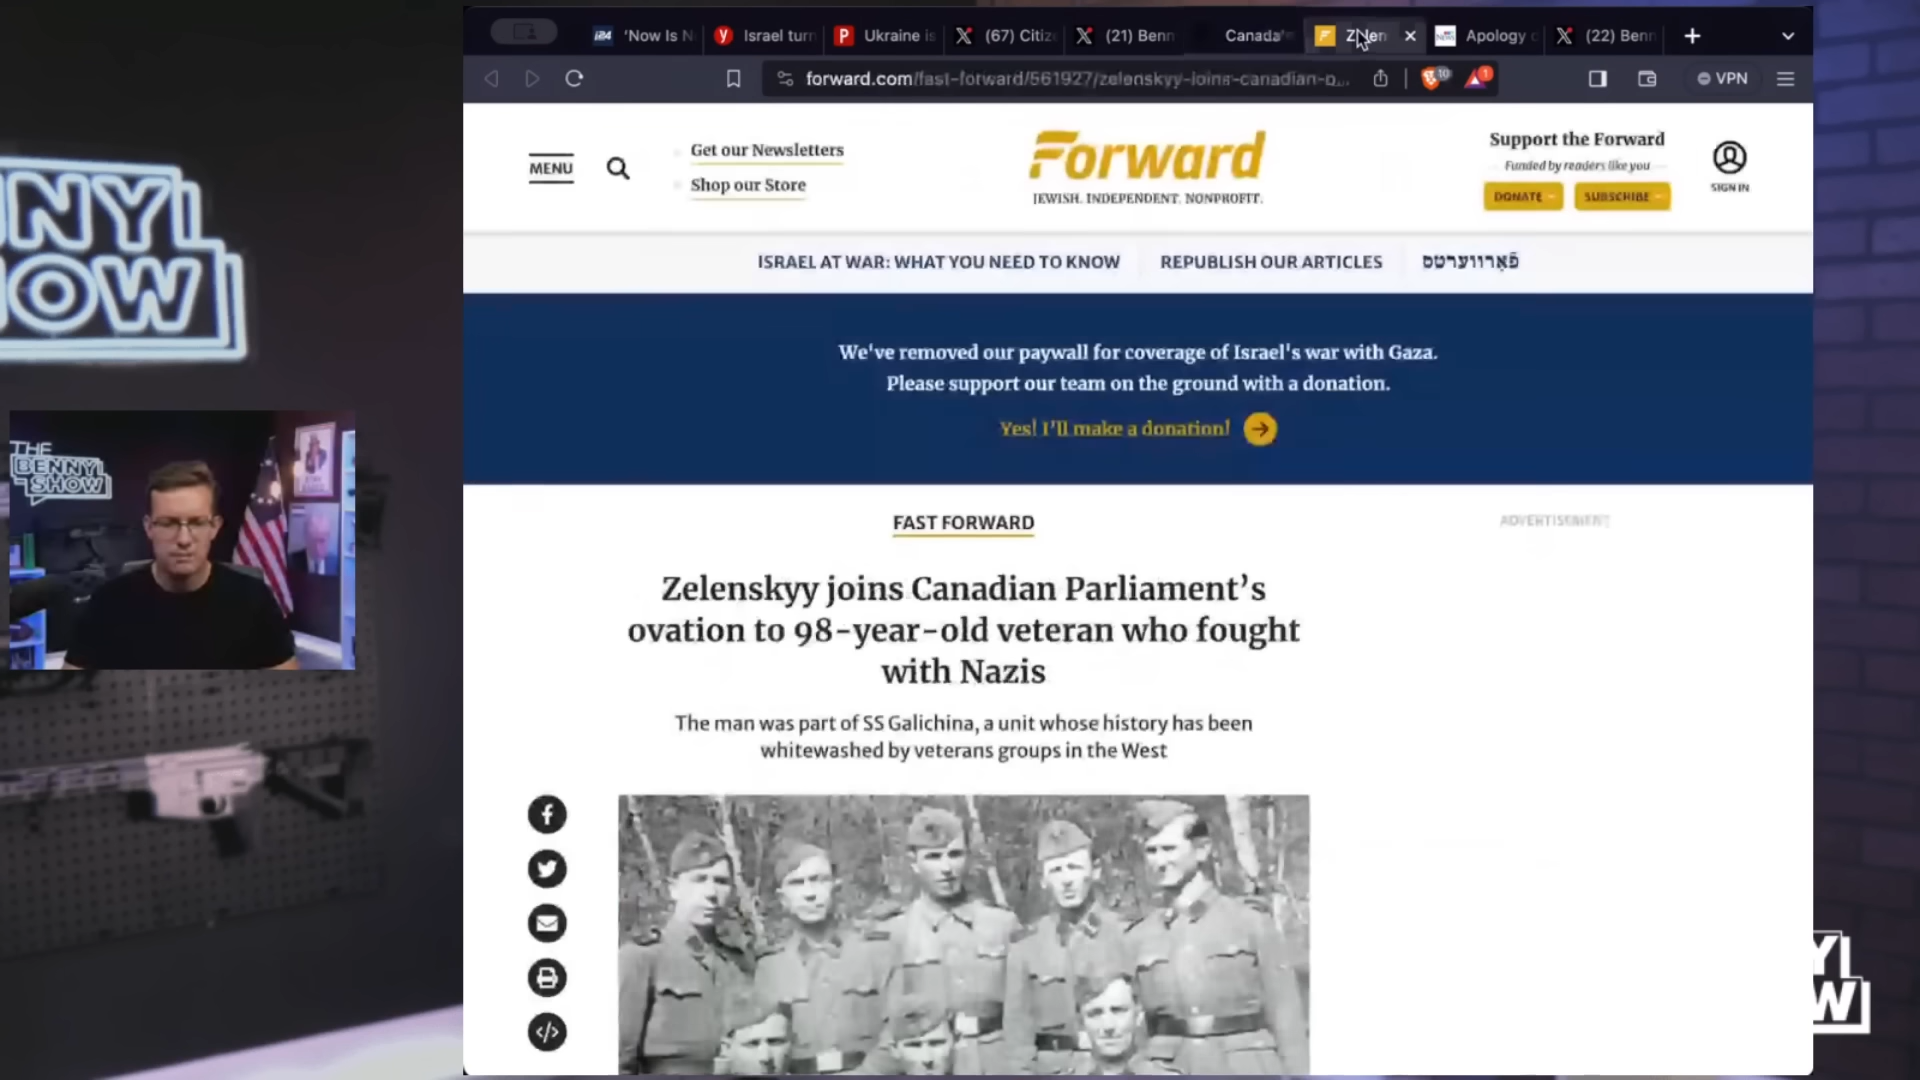 'Now Is N
Israel turn
Ukraine is
(67) Citize
(21) Benn
Canada'
Zelen
Apology
(22) Benn
forward.com/fast-forward/561927/zelenskyy-joins-canadian-p...
10
1
VPN
MENU
Get our Newsletters
Shop our Store
Forward
JEWISH. INDEPENDENT. NONPROFIT.
Support the Forward
Funded by readers like you
DONATE
SUBSCRIBE
SIGN IN
ISRAEL AT WAR: WHAT YOU NEED TO KNOW
REPUBLISH OUR ARTICLES
פֿאָרווערטס
We've removed our paywall for coverage of Israel's war with Gaza.
Please support our team on the ground with a donation.
Yes! I'll make a donation!
FAST FORWARD
ADVERTISEMENT
Zelenskyy joins Canadian Parliament's
ovation to 98-year-old veteran who fought
with Nazis
The man was part of SS Galichina, a unit whose history has been
whitewashed by veterans groups in the West
NNY
OW
THE
BENNY
SHOW
Y
W